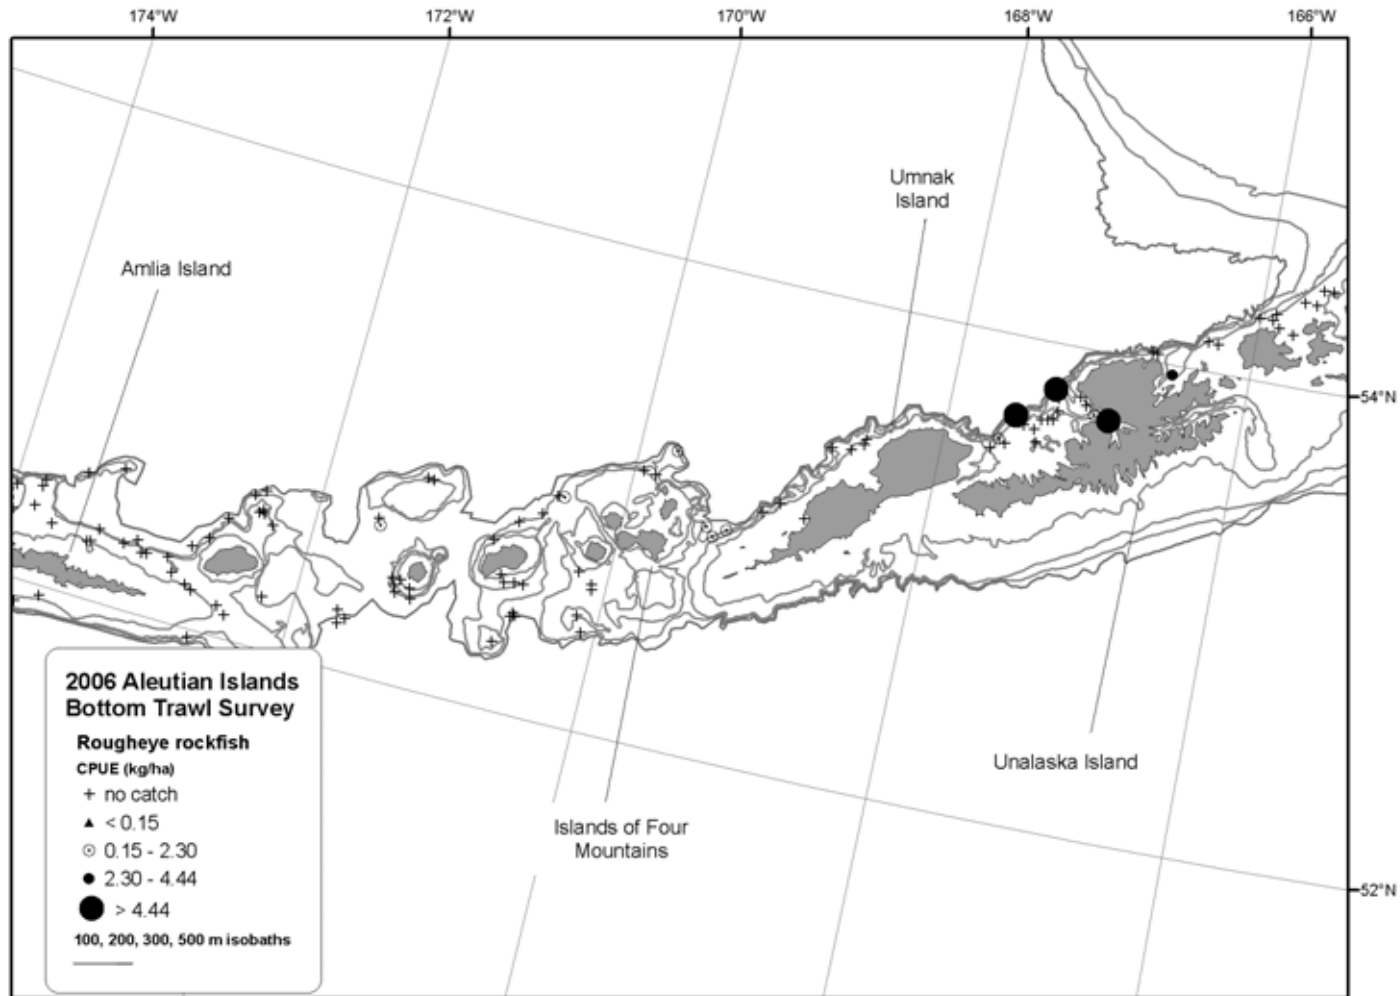 174°W
172°W
170°W
168°W
166°W
Umnak
Island
Amlia Island
54°N
2006 Aleutian Islands
Bottom Trawl Survey
Rougheye rockfish
CPUE (kg/ha)
+ no catch
▲ < 0.15
⊙ 0.15 - 2.30
● 2.30 - 4.44
● > 4.44
100, 200, 300, 500 m isobaths
Unalaska Island
Islands of Four
Mountains
52°N